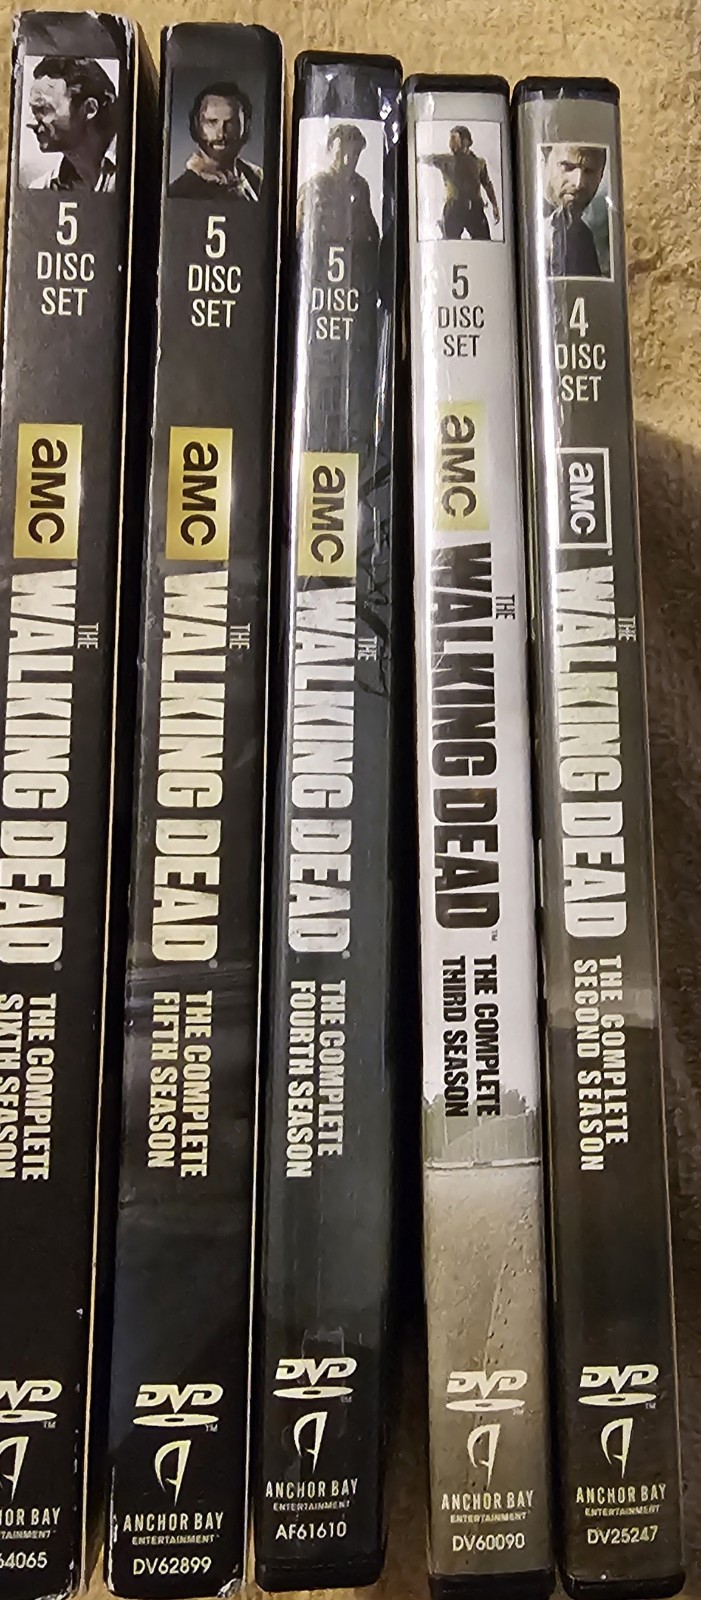 5
DISC
SET
amc
THE
WALKING DEAD
THE COMPLETE
SIXTH SEASON
DVD
ANCHOR BAY
ENTERTAINMENT
64065
5
DISC
SET
amc
THE
WALKING DEAD
THE COMPLETE
FIFTH SEASON
DVD
ANCHOR BAY
ENTERTAINMENT
DV62899
5
DISC
SET
amc
THE
WALKING DEAD
THE COMPLETE
FOURTH SEASON
DVD
ANCHOR BAY
ENTERTAINMENT
AF61610
5
DISC
SET
amc
THE
WALKING DEAD™
THE COMPLETE
THIRD SEASON
DVD
ANCHOR BAY
ENTERTAINMENT
DV60090
4
DISC
SET
amc
THE
WALKING DEAD
THE COMPLETE
SECOND SEASON
DVD
ANCHOR BAY
ENTERTAINMENT
DV25247